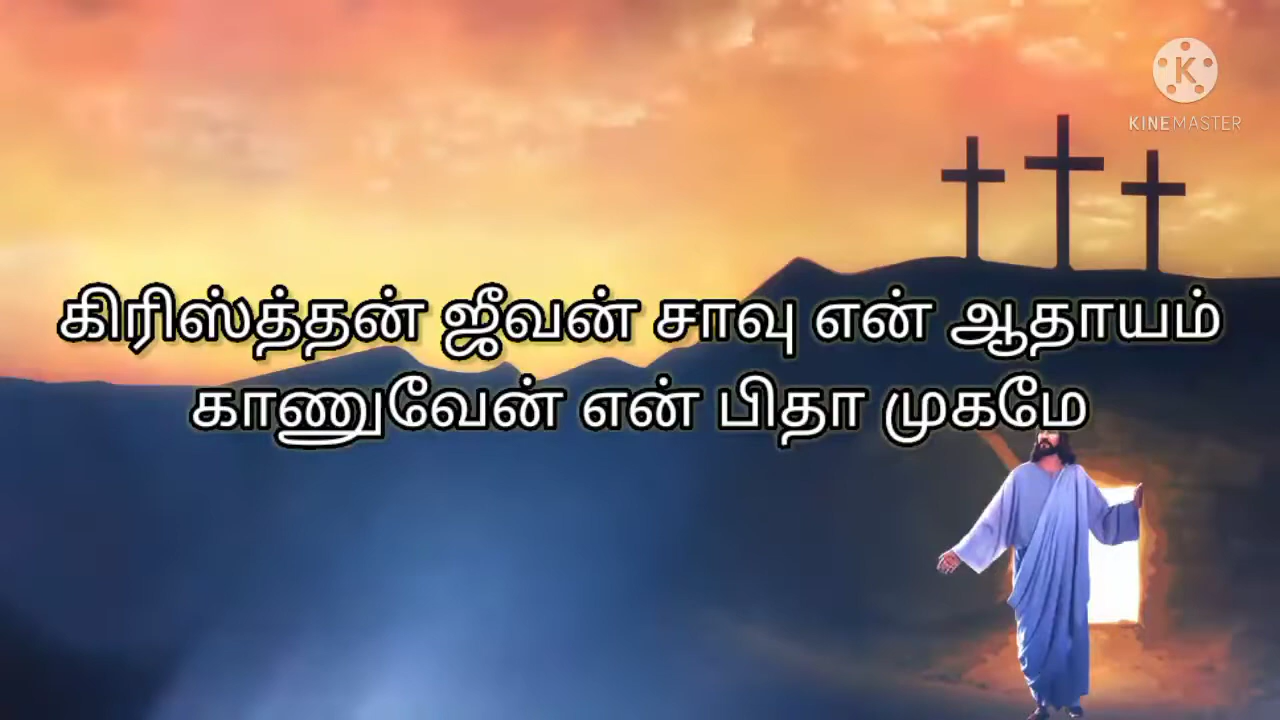 KINEMASTER
கிரிஸ்த்தன் ஜீவன் சாவு என் ஆதாயம்
காணுவேன் என் பிதா முகமே